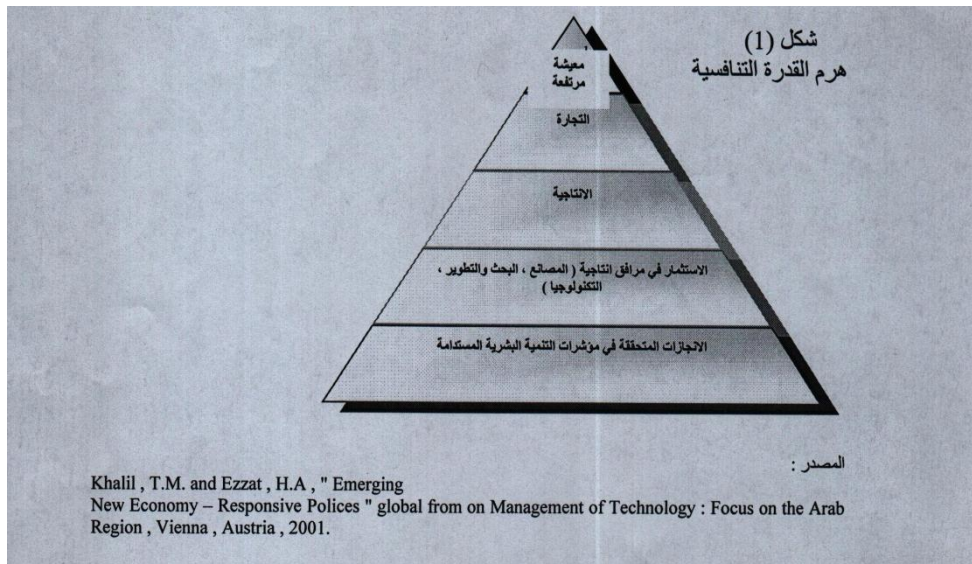 شكل (1)
هرم القدرة التنافسية
معيشة
مرتفعة
التجارة
الانتاجية
الاستثمار في مرافق انتاجية ( المصانع ، البحث والتطوير ،
التكنولوجيا )
الانجازات المتحققة في مؤشرات التنمية البشرية المستدامة
المصدر :
Khalil , T.M. and Ezzat , H.A , " Emerging
New Economy – Responsive Polices " global from on Management of Technology : Focus on the Arab
Region , Vienna , Austria , 2001.